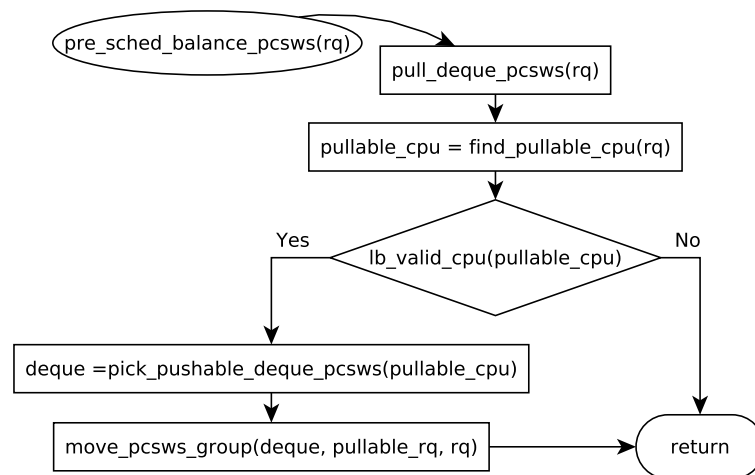 pre_sched_balance_pcsws(rq)
pull_deque_pcsws(rq)
pullable_cpu = find_pullable_cpu(rq)
lb_valid_cpu(pullable_cpu)
Yes
No
deque =pick_pushable_deque_pcsws(pullable_cpu)
move_pcsws_group(deque, pullable_rq, rq)
return